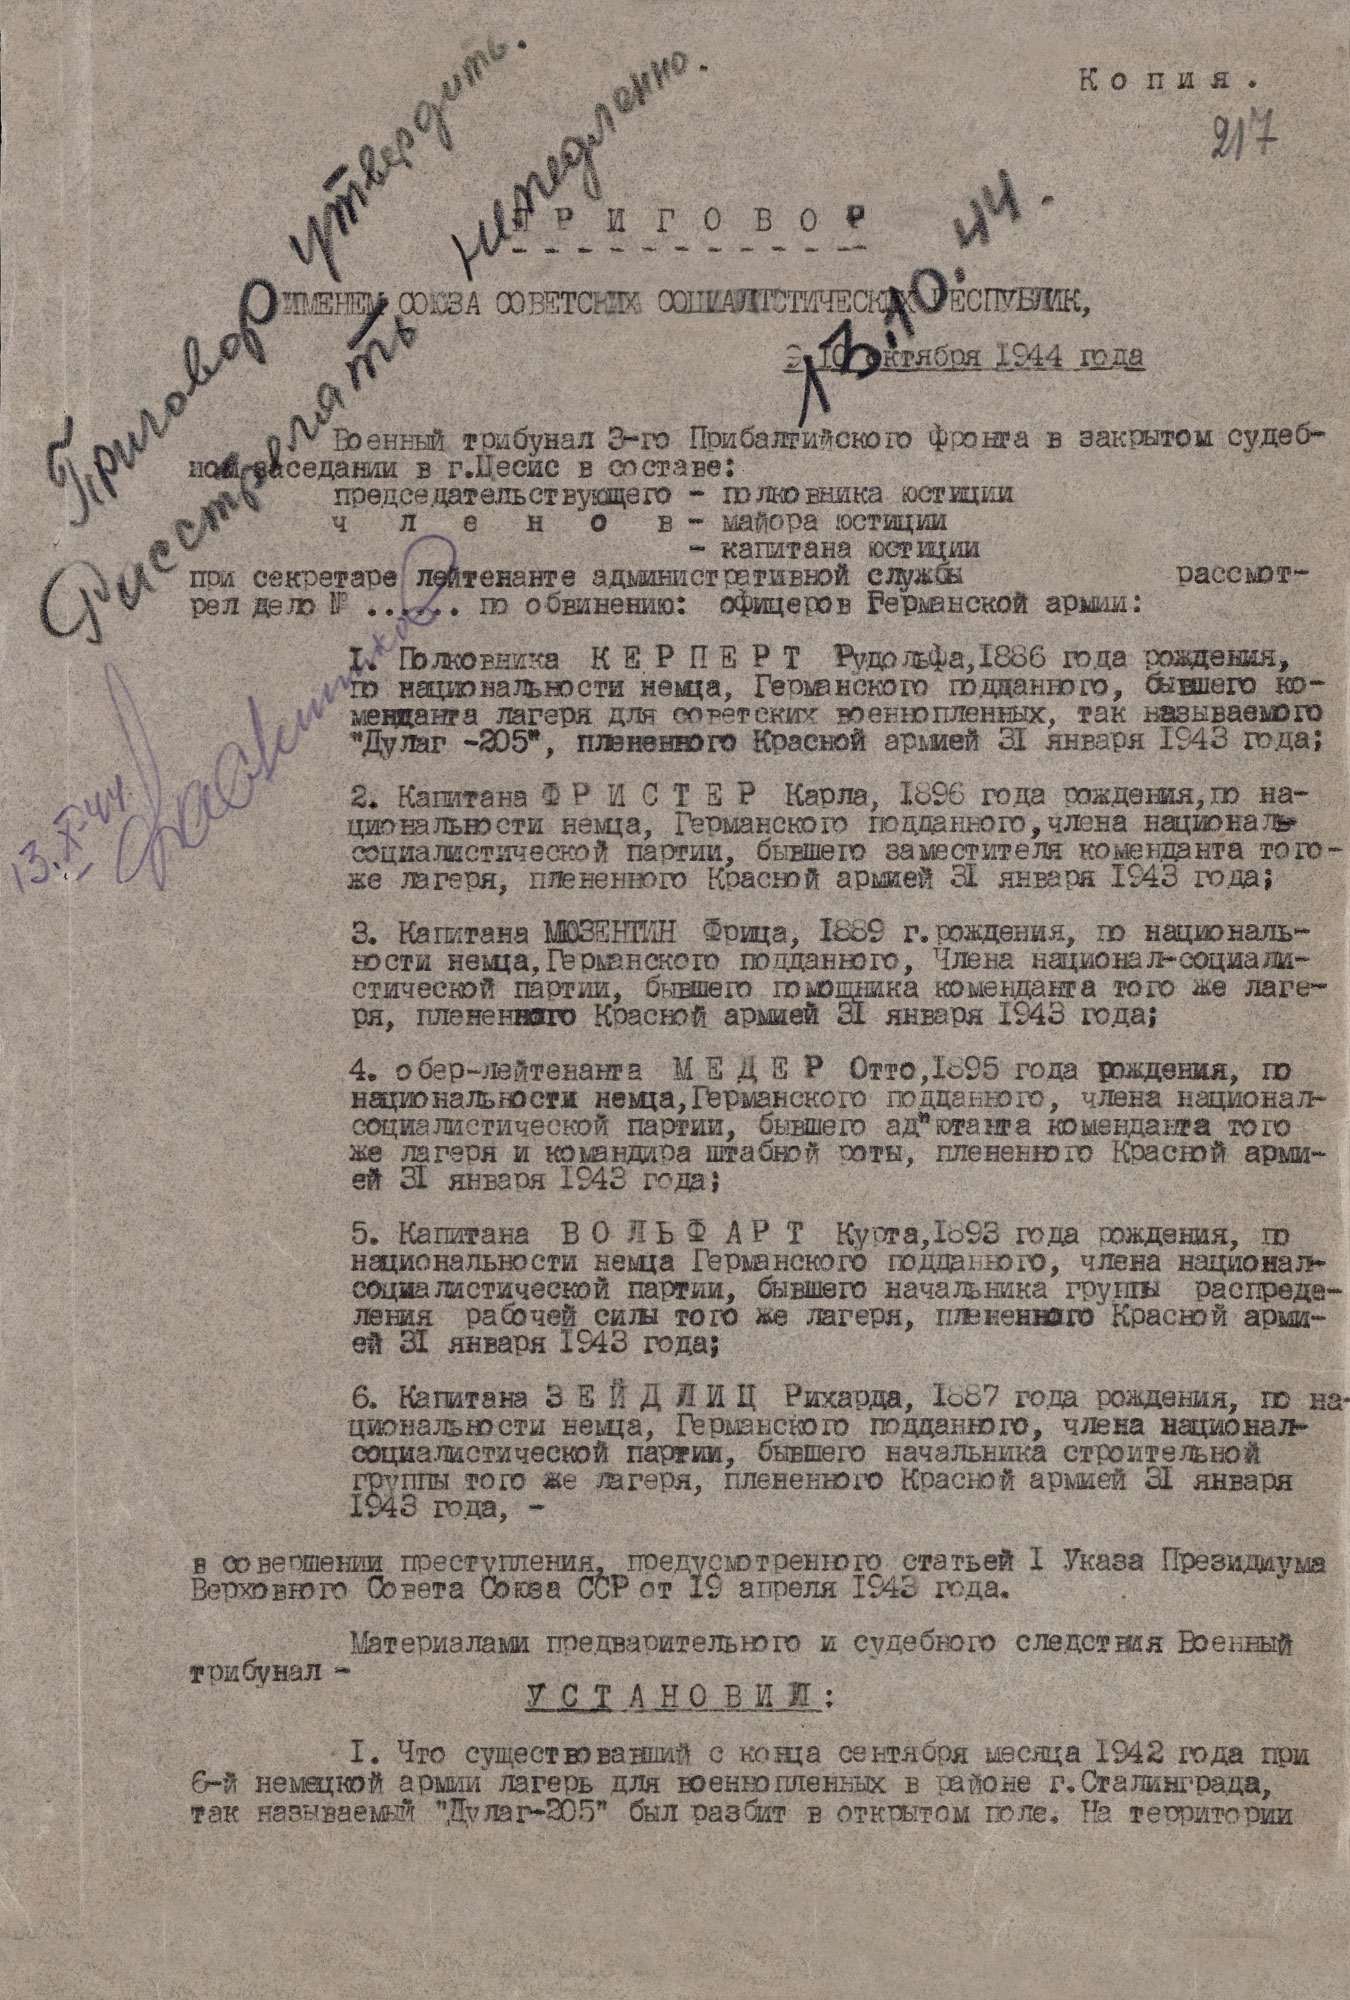 Копия.
217
Приговор утвердить.
Расстрелять немедленно.
13.10.44.
ПРИГОВОР
ИМЕНЕМ СОЮЗА СОВЕТСКИХ СОЦИАЛИСТИЧЕСКИХ РЕСПУБЛИК,
9-10 октября 1944 года
Военный трибунал 3-го Прибалтийского фронта в закрытом судеб-
ном заседании в г.Цесис в составе:
председательствующего - полковника юстиции
членов - майора юстиции
- капитана юстиции
при секретаре лейтенанте административной службы рассмот-
рел дело № ...... по обвинению: офицеров Германской армии:
13.X-44
1. Полковника КЕРПЕРТ Рудольфа,1886 года рождения,
по национальности немца, Германского подданного, бывшего ко-
менданта лагеря для советских военнопленных, так называемого
"Дулаг -205", плененного Красной армией 31 января 1943 года;
2. Капитана ФРИСТЕР Карла, 1896 года рождения,по на-
циональности немца, Германского подданного,члена националь-
социалистической партии, бывшего заместителя коменданта того-
же лагеря, плененного Красной армией 31 января 1943 года;
3. Капитана МЮЗЕНТИН Фрица, 1889 г.рождения, по националь-
ности немца,Германского подданного, Члена национал-социали-
стической партии, бывшего помощника коменданта того же лаге-
ря, плененного Красной армией 31 января 1943 года;
4. обер-лейтенанта МЕДЕР Отто,1895 года рождения, по
национальности немца,Германского подданного, члена национал-
социалистической партии, бывшего ад"ютанта коменданта того
же лагеря и командира штабной роты, плененного Красной арми-
ей 31 января 1943 года;
5. Капитана ВОЛЬФАРТ Курта,1893 года рождения, по
национальности немца Германского подданного, члена национал-
социалистической партии, бывшего начальника группы распреде-
ления рабочей силы того же лагеря, плененного Красной арми-
ей 31 января 1943 года;
6. Капитана ЗЕЙДЛИЦ Рихарда, 1887 года рождения, по на-
циональности немца, Германского подданного, члена национал-
социалистической партии, бывшего начальника строительной
группы того же лагеря, плененного Красной армией 31 января
1943 года, -
в совершении преступления, предусмотренного статьей I Указа Президиума
Верховного Совета Союза ССР от 19 апреля 1943 года.
Материалами предварительного и судебного следствия Военный
трибунал -
УСТАНОВИЛ:
I. Что существовавший с конца сентября месяца 1942 года при
6-й немецкой армии лагерь для военнопленных в районе г.Сталинграда,
так называемый "Дулаг-205" был разбит в открытом поле. На территории